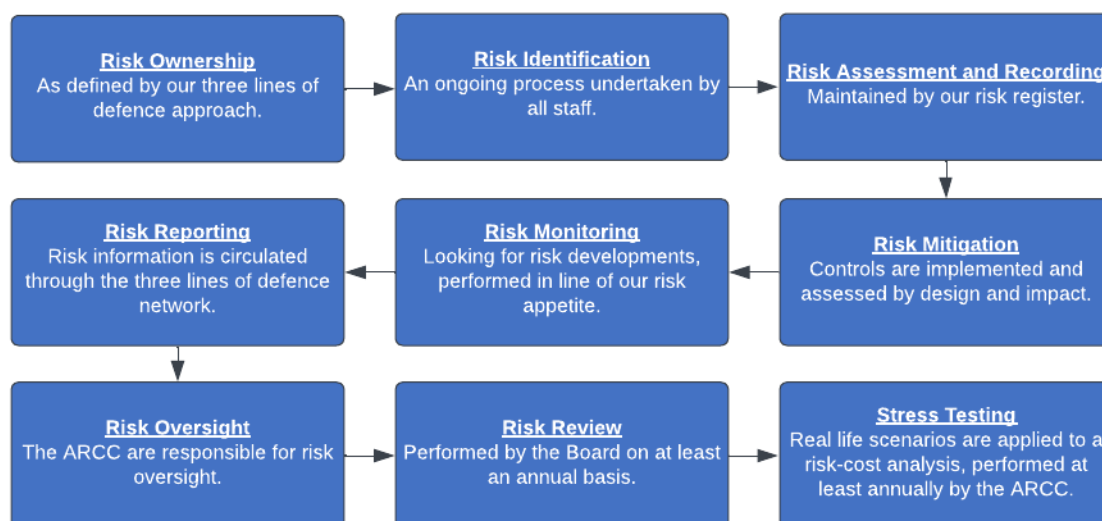 Risk Ownership
As defined by our three lines of
defence approach.
Risk Identification
An ongoing process undertaken by
all staff.
Risk Assessment and Recording
Maintained by our risk register.
Risk Mitigation
Controls are implemented and
assessed by design and impact.
Risk Monitoring
Looking for risk developments,
performed in line of our risk
appetite.
Risk Reporting
Risk information is circulated
through the three lines of defence
network.
Risk Oversight
The ARCC are responsible for risk
oversight.
Risk Review
Performed by the Board on at least
an annual basis.
Stress Testing
Real life scenarios are applied to a
risk-cost analysis, performed at
least annually by the ARCC.